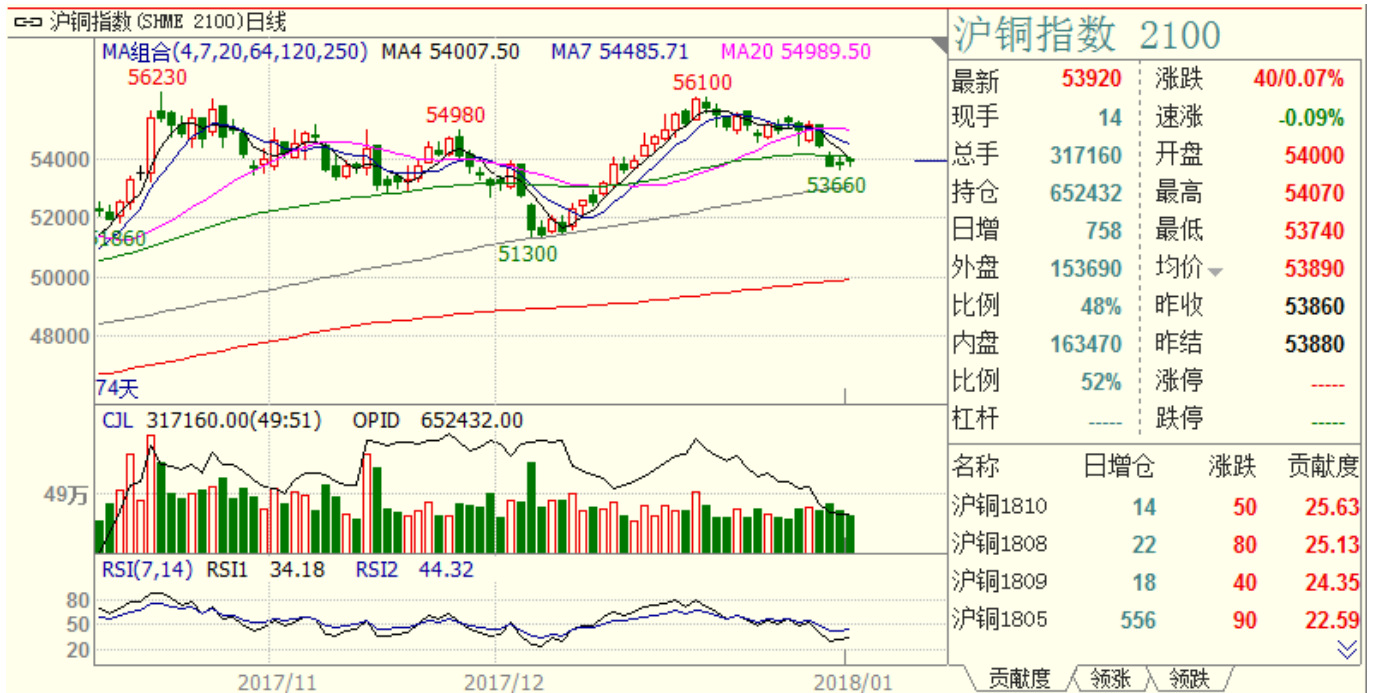 沪铜指数(SHME 2100)日线
MA组合(4,7,20,64,120,250) MA4 54007.50 MA7 54485.71 MA20 54989.50
56230
56100
54980
54000
53660
52000
51300
50000
48000
74天
CJL 317160.00(49:51) OPID 652432.00
49万
RSI(7,14) RSI1 34.18 RSI2 44.32
80
50
20
2017/11 2017/12 2018/01
沪铜指数 2100
最新 53920 涨跌 40/0.07%
现手 14 速涨 -0.09%
总手 317160 开盘 54000
持仓 652432 最高 54070
日增 758 最低 53740
外盘 153690 均价 53890
比例 48% 昨收 53860
内盘 163470 昨结 53880
比例 52% 涨停 -----
杠杆 ----- 跌停 -----
名称 日增仓 涨跌 贡献度
沪铜1810 14 50 25.63
沪铜1808 22 80 25.13
沪铜1809 18 40 24.35
沪铜1805 556 90 22.59
贡献度 领涨 领跌